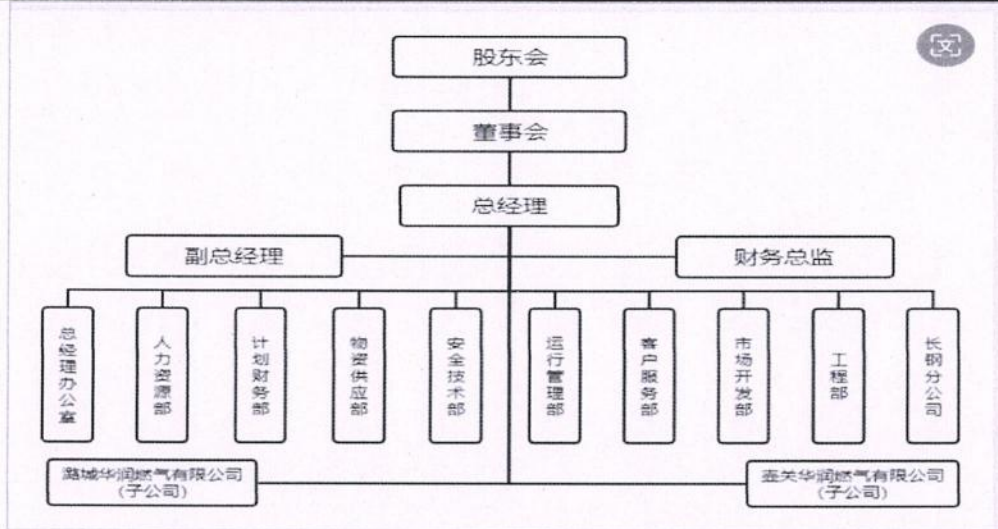 股东会
董事会
总经理
副总经理
财务总监
总经理办公室
人力资源部
计划财务部
物资供应部
安全技术部
运行管理部
客户服务部
市场开发部
工程部
长钢分公司
潞城华润燃气有限公司
(子公司)
壶关华润燃气有限公司
(子公司)